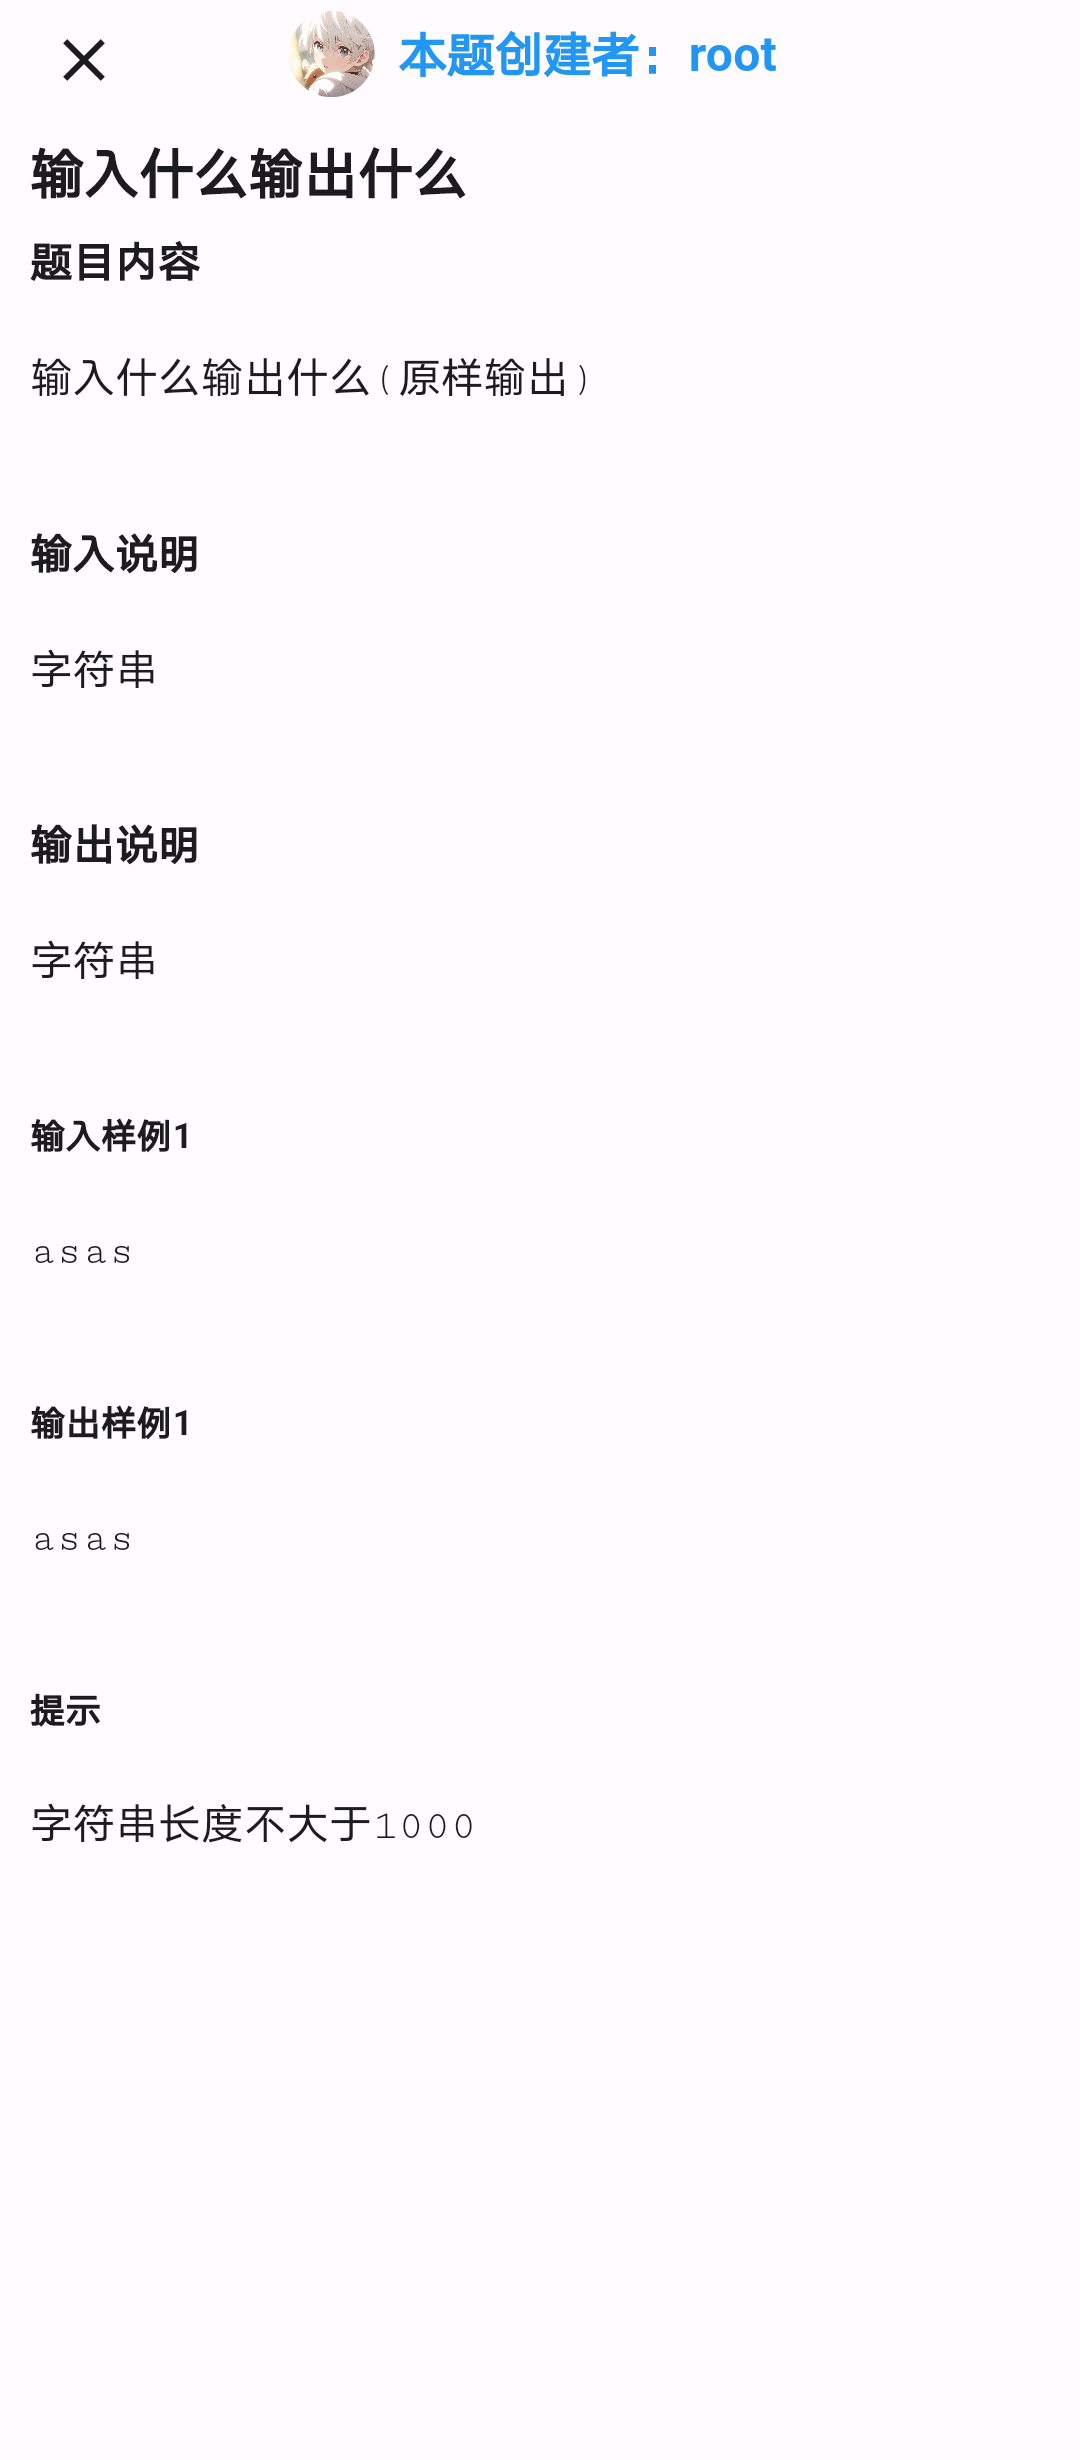 本题创建者：root
输入什么输出什么
题目内容
输入什么输出什么(原样输出)
输入说明
字符串
输出说明
字符串
输入样例1
asas
输出样例1
asas
提示
字符串长度不大于1000